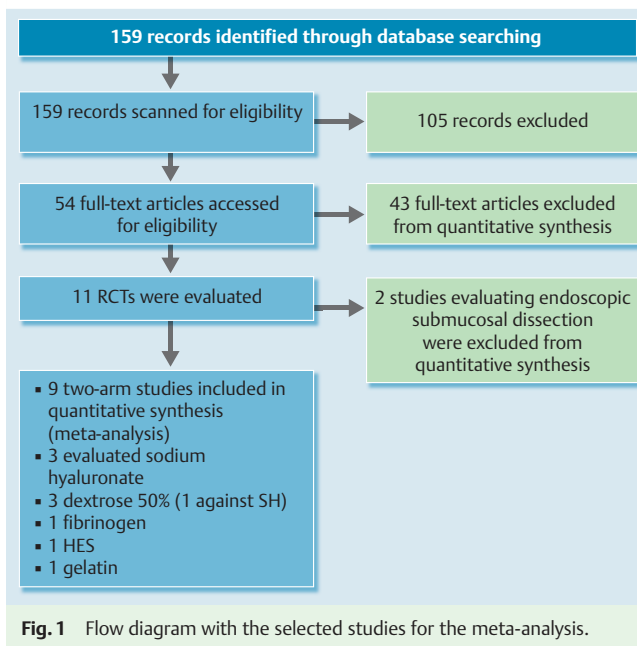 159 records identified through database searching
159 records scanned for eligibility
105 records excluded
54 full-text articles accessed
for eligibility
43 full-text articles excluded
from quantitative synthesis
11 RCTs were evaluated
2 studies evaluating endoscopic
submucosal dissection
were excluded from
quantitative synthesis
▪ 9 two-arm studies included in
quantitative synthesis
(meta-analysis)
▪ 3 evaluated sodium
hyaluronate
▪ 3 dextrose 50% (1 against SH)
▪ 1 fibrinogen
▪ 1 HES
▪ 1 gelatin
Fig. 1 Flow diagram with the selected studies for the meta-analysis.